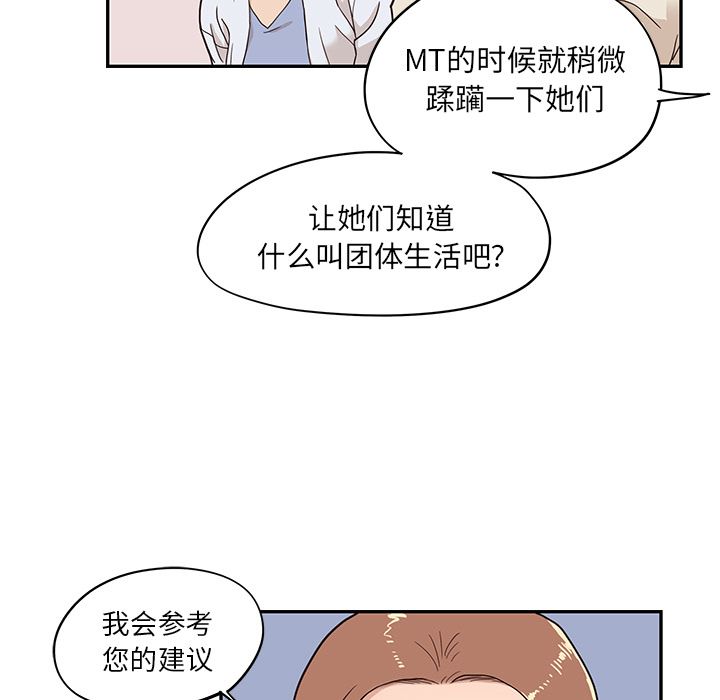 MT的时候就稍微
蹂躏一下她们
让她们知道
什么叫团体生活吧?
我会参考
您的建议